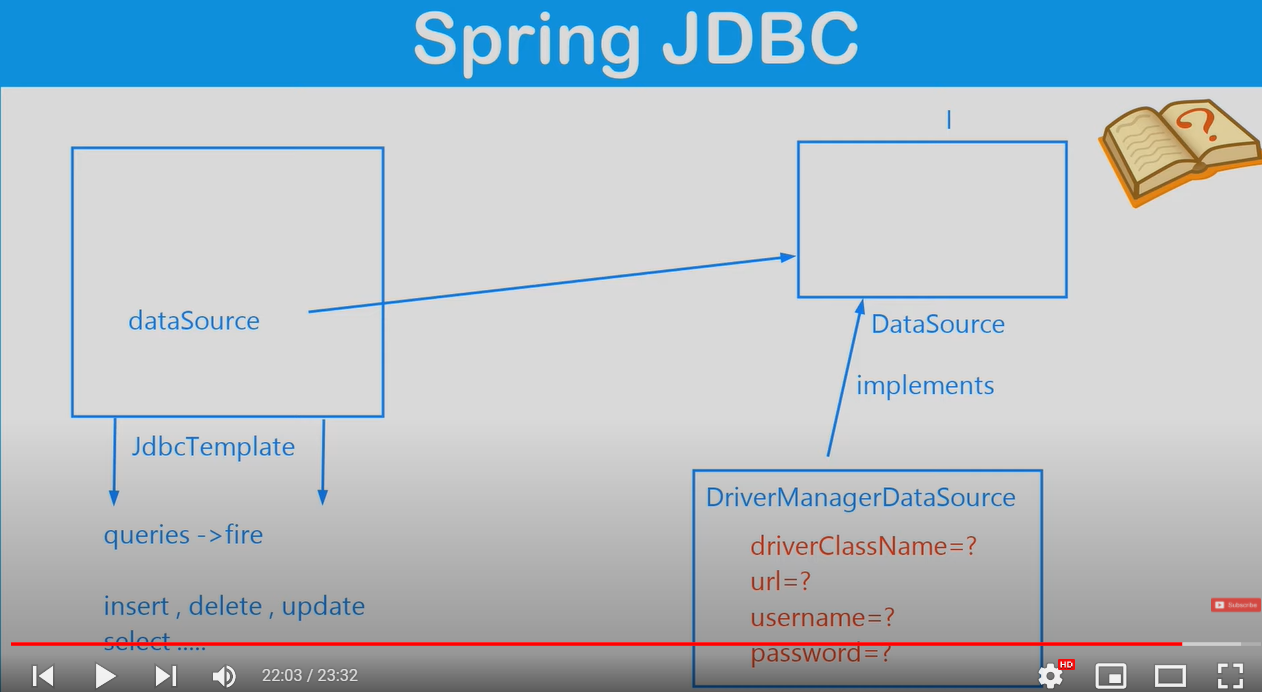 Spring JDBC
I
dataSource
DataSource
implements
JdbcTemplate
queries ->fire
insert , delete , update
select .....
DriverManagerDataSource
driverClassName=?
url=?
username=?
password=?
Subscribe
22:03 / 23:32
HD